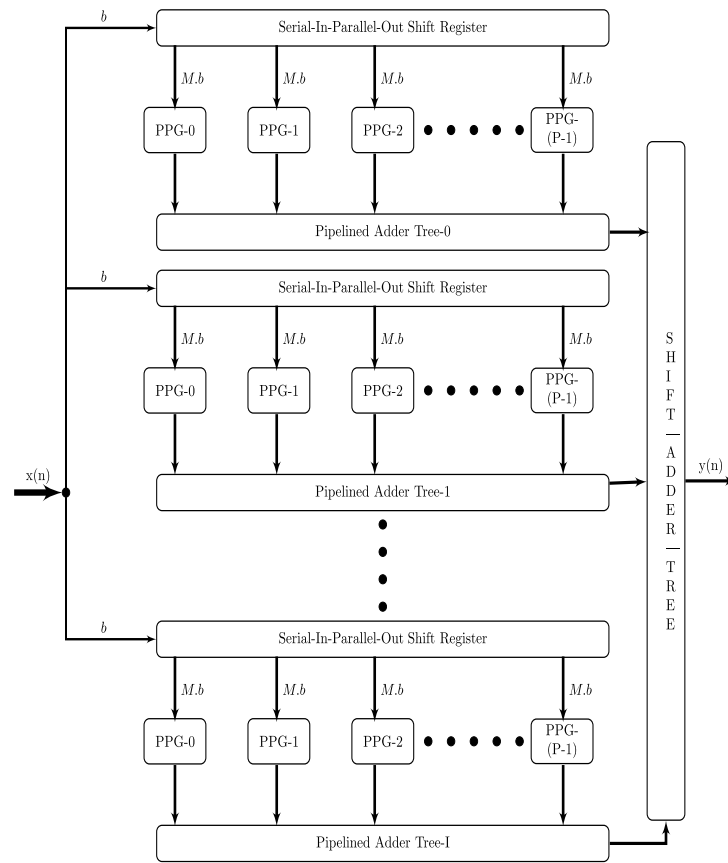 b
Serial-In-Parallel-Out Shift Register
M.b M.b M.b M.b
PPG-0 PPG-1 PPG-2 PPG-(P-1)
Pipelined Adder Tree-0
b
Serial-In-Parallel-Out Shift Register
M.b M.b M.b M.b
PPG-0 PPG-1 PPG-2 PPG-(P-1)
x(n)
Pipelined Adder Tree-1
b
Serial-In-Parallel-Out Shift Register
M.b M.b M.b M.b
PPG-0 PPG-1 PPG-2 PPG-(P-1)
Pipelined Adder Tree-I
SHIFT_ADDER_TREE
y(n)